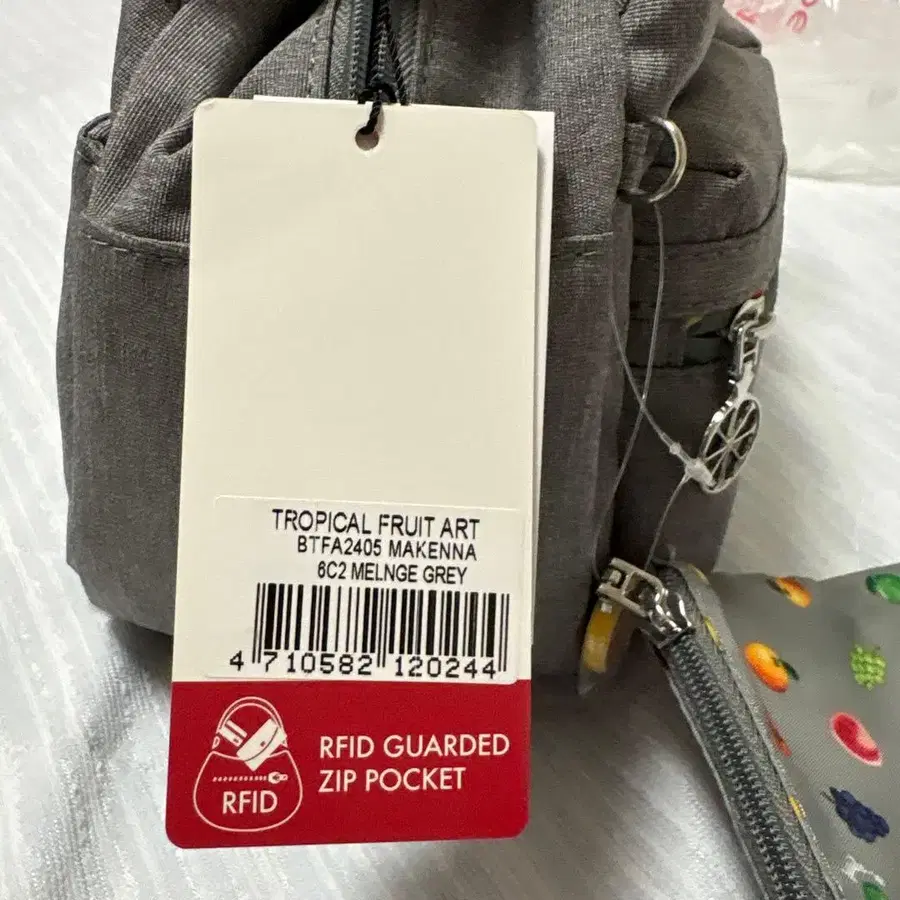 TROPICAL FRUIT ART
BTFA2405 MAKENNA
6C2 MELNGE GREY
4 710582 120244
RFID
RFID GUARDED
ZIP POCKET